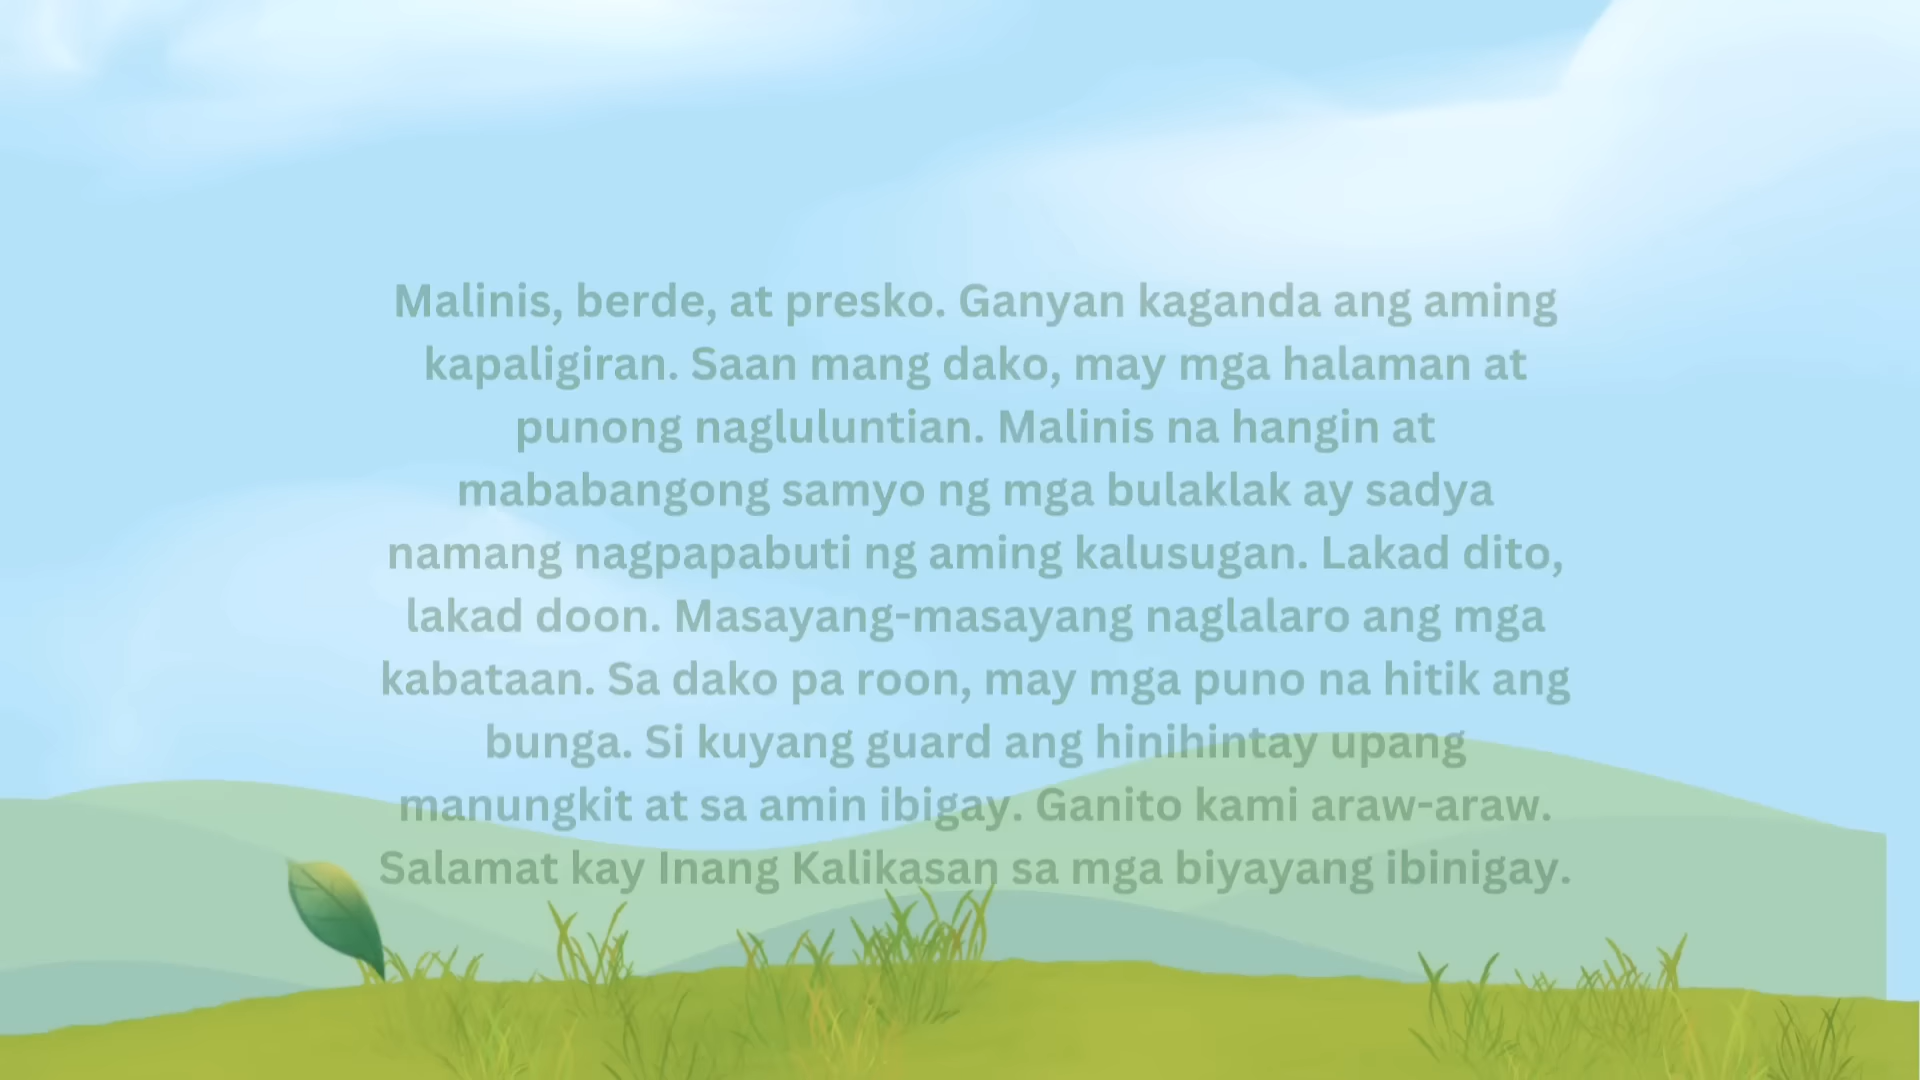 Malinis, berde, at presko. Ganyan kaganda ang aming
kapaligiran. Saan mang dako, may mga halaman at
punong nagluluntian. Malinis na hangin at
mababangong samyo ng mga bulaklak ay sadya
namang nagpapabuti ng aming kalusugan. Lakad dito,
lakad doon. Masayang-masayang naglalaro ang mga
kabataan. Sa dako pa roon, may mga puno na hitik ang
bunga. Si kuyang guard ang hinihintay upang
manungkit at sa amin ibigay. Ganito kami araw-araw.
Salamat kay Inang Kalikasan sa mga biyayang ibinigay.